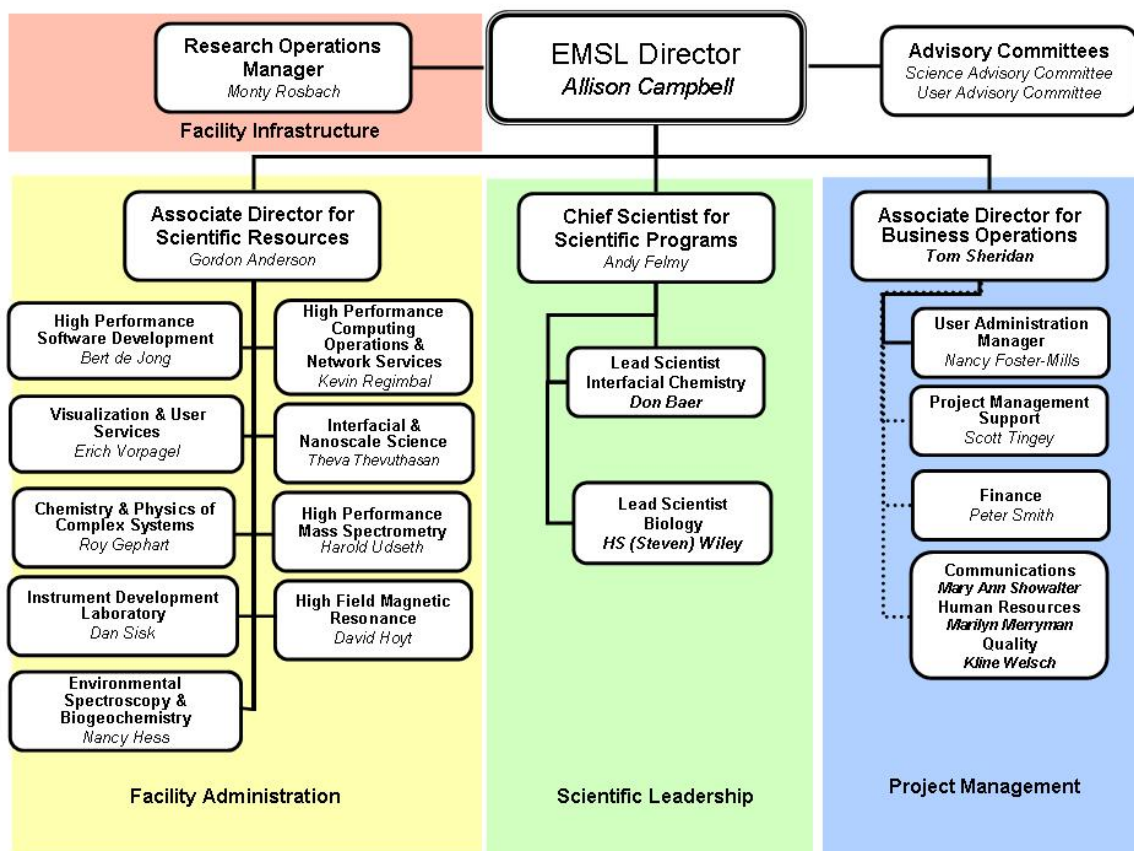 Research Operations
Manager
Monty Rosbach
Facility Infrastructure
EMSL Director
Allison Campbell
Advisory Committees
Science Advisory Committee
User Advisory Committee
Associate Director for
Scientific Resources
Gordon Anderson
High Performance
Software Development
Bert de Jong
High Performance
Computing
Operations &
Network Services
Kevin Regimbal
Visualization & User
Services
Erich Vorpagel
Interfacial &
Nanoscale Science
Theva Thevuthasan
Chemistry & Physics of
Complex Systems
Roy Gephart
High Performance
Mass Spectrometry
Harold Udseth
Instrument Development
Laboratory
Dan Sisk
High Field Magnetic
Resonance
David Hoyt
Environmental
Spectroscopy &
Biogeochemistry
Nancy Hess
Facility Administration
Chief Scientist for
Scientific Programs
Andy Felmy
Lead Scientist
Interfacial Chemistry
Don Baer
Lead Scientist
Biology
HS (Steven) Wiley
Scientific Leadership
Associate Director for
Business Operations
Tom Sheridan
User Administration
Manager
Nancy Foster-Mills
Project Management
Support
Scott Tingey
Finance
Peter Smith
Communications
Mary Ann Showalter
Human Resources
Marilyn Merryman
Quality
Kline Welsch
Project Management